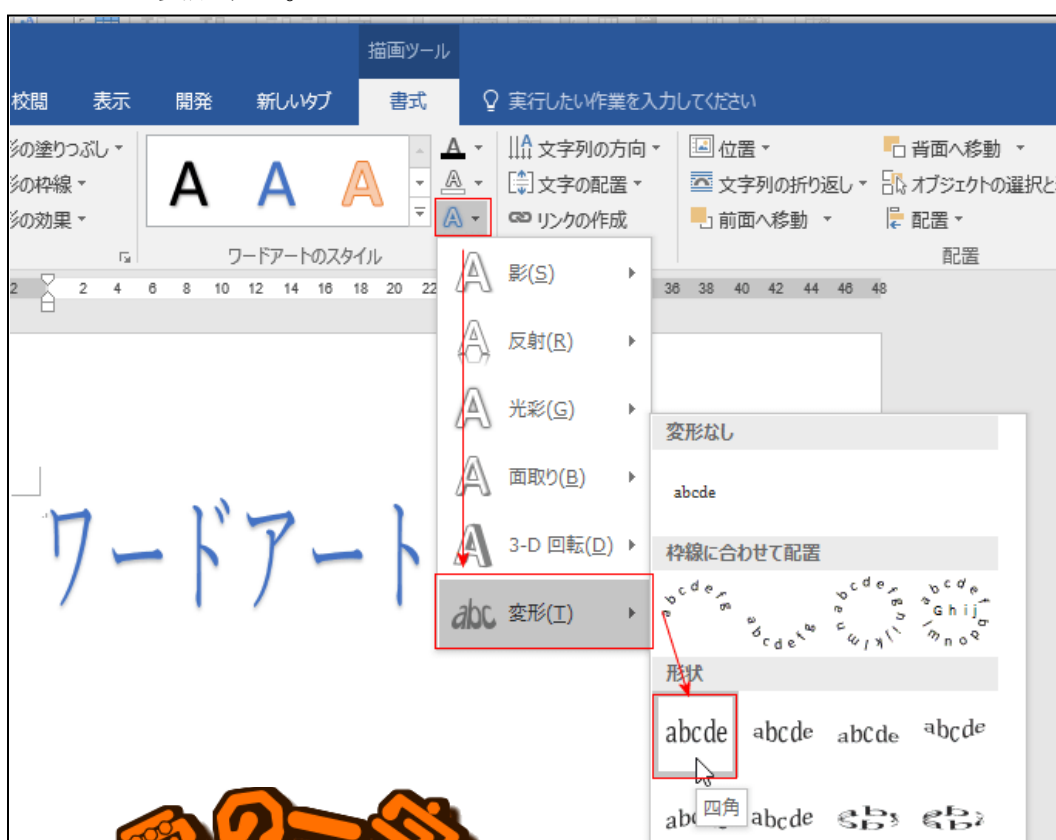 描画ツール
校閲 表示 開発 新しいタブ 書式 実行したい作業を入力してください
形の塗りつぶし A A A A 文字列の方向 位置 背面へ移動
形の枠線 A 文字の配置 文字列の折り返し オブジェクトの選択と
形の効果 A リンクの作成 前面へ移動 配置
ワードアートのスタイル 配置
2 2 4 6 8 10 12 14 16 18 20 22 36 38 40 42 44 46 48
影(S)
反射(R)
光彩(G)
面取り(B)
3-D 回転(D)
abc 変形(T)
変形なし
abcde
枠線に合わせて配置
abcdefg abcdefg
形状
abcde abcde abcde abcde
四角
abcde
ワードアート